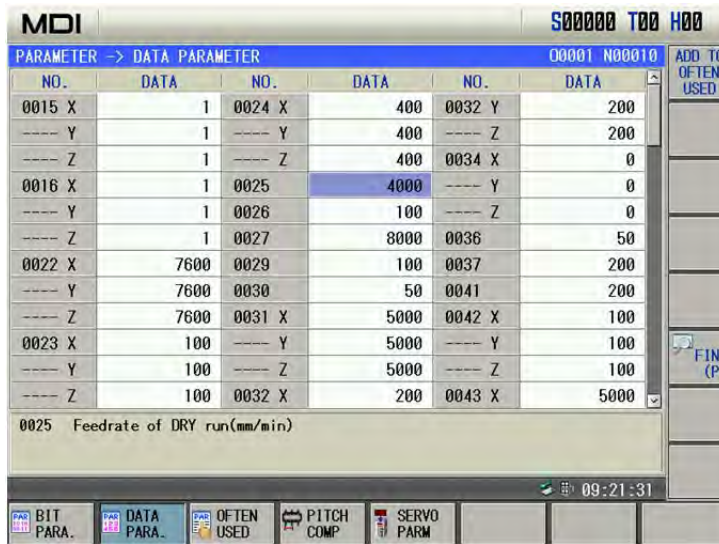 MDI S00000 T00 H00
PARAMETER -> DATA PARAMETER O0001 N00010
NO. DATA NO. DATA NO. DATA
0015 X 1 0024 X 400 0032 Y 200
---- Y 1 ---- Y 400 ---- Z 200
---- Z 1 ---- Z 400 0034 X 0
0016 X 1 0025 4000 ---- Y 0
---- Y 1 0026 100 ---- Z 0
---- Z 1 0027 8000 0036 50
0022 X 7600 0029 100 0037 200
---- Y 7600 0030 50 0041 200
---- Z 7600 0031 X 5000 0042 X 100
0023 X 100 ---- Y 5000 ---- Y 100
---- Y 100 ---- Z 5000 ---- Z 100
---- Z 100 0032 X 200 0043 X 5000
0025 Feedrate of DRY run(mm/min)
09:21:31
ADD TO
OFTEN
USED
FIN
(P
BIT
PARA.
DATA
PARA.
OFTEN
USED
PITCH
COMP
SERVO
PARM